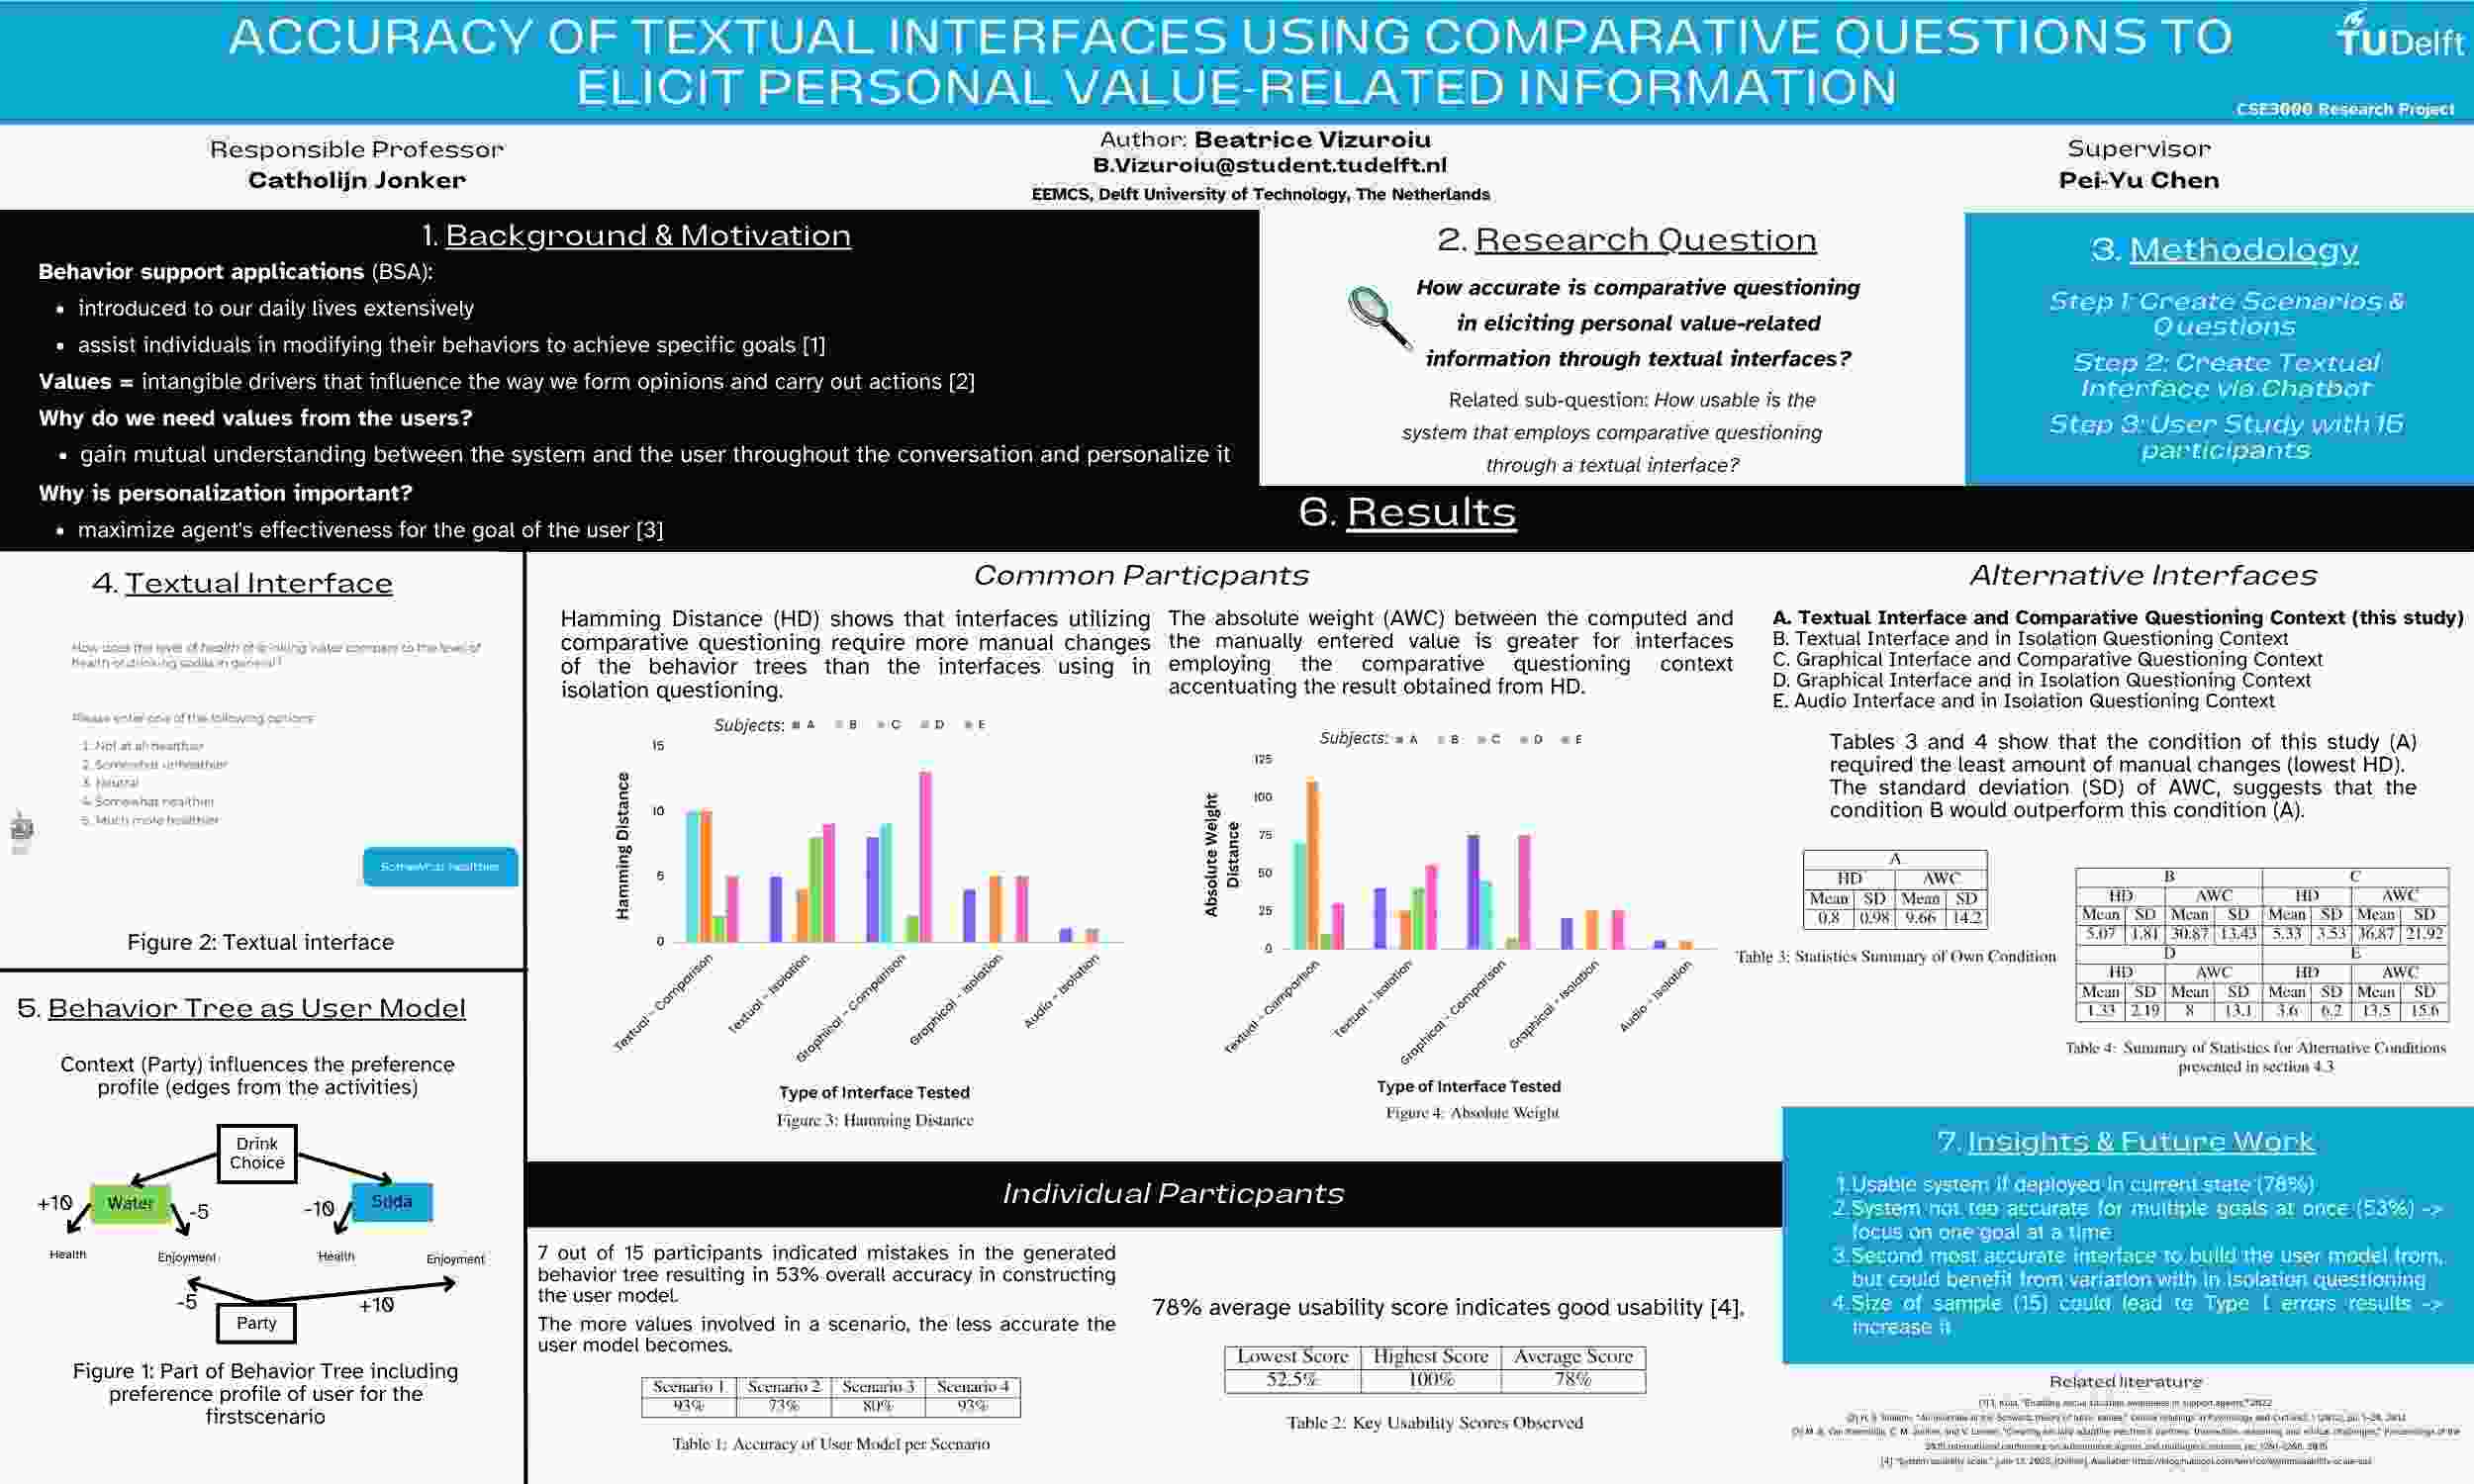 ACCURACY OF TEXTUAL INTERFACES USING COMPARATIVE QUESTIONS TO
ELICIT PERSONAL VALUE-RELATED INFORMATION
TUDelft
CSE3000 Research Project
Responsible Professor
Catholijn Jonker
Author: Beatrice Vizuroiu
B.Vizuroiu@student.tudelft.nl
EEMCS, Delft University of Technology, The Netherlands
Supervisor
Pei-Yu Chen
1. Background & Motivation
Behavior support applications (BSA):
• introduced to our daily lives extensively
• assist individuals in modifying their behaviors to achieve specific goals [1]
Values = intangible drivers that influence the way we form opinions and carry out actions [2]
Why do we need values from the users?
• gain mutual understanding between the system and the user throughout the conversation and personalize it
Why is personalization important?
• maximize agent's effectiveness for the goal of the user [3]
2. Research Question
How accurate is comparative questioning
in eliciting personal value-related
information through textual interfaces?
Related sub-question: How usable is the
system that employs comparative questioning
through a textual interface?
3. Methodology
Step 1: Create Scenarios &
Questions
Step 2: Create Textual
Interface via Chatbot
Step 3: User Study with 15
participants
4. Textual Interface
How does the level of health of drinking water compare to the level of
health of drinking sodas in general?
Please enter one of the following options:
1. Not at all healthier
2. Somewhat unhealthier
3. Neutral
4. Somewhat healthier
5. Much more healthier
Somewhat healthier
Figure 2: Textual interface
5. Behavior Tree as User Model
Context (Party) influences the preference
profile (edges from the activities)
Drink
Choice
+10 Water -5 -10 Soda
Health Enjoyment Health Enjoyment
-5 +10
Party
Figure 1: Part of Behavior Tree including
preference profile of user for the
firstscenario
6. Results
Common Particpants
Hamming Distance (HD) shows that interfaces utilizing
comparative questioning require more manual changes
of the behavior trees than the interfaces using in
isolation questioning.
Subjects: A B C D E
15
10
5
0
Hamming Distance
Textual - Comparison
Textual - Isolation
Graphical - Comparison
Graphical - Isolation
Audio - Isolation
Type of Interface Tested
Figure 3: Hamming Distance
The absolute weight (AWC) between the computed and
the manually entered value is greater for interfaces
employing the comparative questioning context
accentuating the result obtained from HD.
Subjects: A B C D E
125
100
75
50
25
0
Absolute Weight
Distance
Textual - Comparison
Textual - Isolation
Graphical - Comparison
Graphical - Isolation
Audio - Isolation
Type of Interface Tested
Figure 4: Absolute Weight
Alternative Interfaces
A. Textual Interface and Comparative Questioning Context (this study)
B. Textual Interface and in Isolation Questioning Context
C. Graphical Interface and Comparative Questioning Context
D. Graphical Interface and in Isolation Questioning Context
E. Audio Interface and in Isolation Questioning Context
Tables 3 and 4 show that the condition of this study (A)
required the least amount of manual changes (lowest HD).
The standard deviation (SD) of AWC, suggests that the
condition B would outperform this condition (A).
A
HD AWC
Mean SD Mean SD
0.8 0.98 9.66 14.2
Table 3: Statistics Summary of Own Condition
B C
HD AWC HD AWC
Mean SD Mean SD Mean SD Mean SD
5.07 1.81 30.87 13.43 5.33 3.53 36.87 21.92
D E
HD AWC HD AWC
Mean SD Mean SD Mean SD Mean SD
1.33 2.19 8 13.1 3.6 6.2 13.5 15.6
Table 4: Summary of Statistics for Alternative Conditions
presented in section 4.3
Individual Particpants
7 out of 15 participants indicated mistakes in the generated
behavior tree resulting in 53% overall accuracy in constructing
the user model.
The more values involved in a scenario, the less accurate the
user model becomes.
Scenario 1 Scenario 2 Scenario 3 Scenario 4
93% 73% 80% 93%
Table 1: Accuracy of User Model per Scenario
78% average usability score indicates good usability [4].
Lowest Score Highest Score Average Score
52.5% 100% 78%
Table 2: Key Usability Scores Observed
7. Insights & Future Work
1. Usable system if deployed in current state (78%)
2. System not too accurate for multiple goals at once (53%) ->
focus on one goal at a time
3. Second most accurate interface to build the user model from,
but could benefit from variation with in Isolation questioning
4. Size of sample (15) could lead to Type I errors results ->
increase it
Related literature